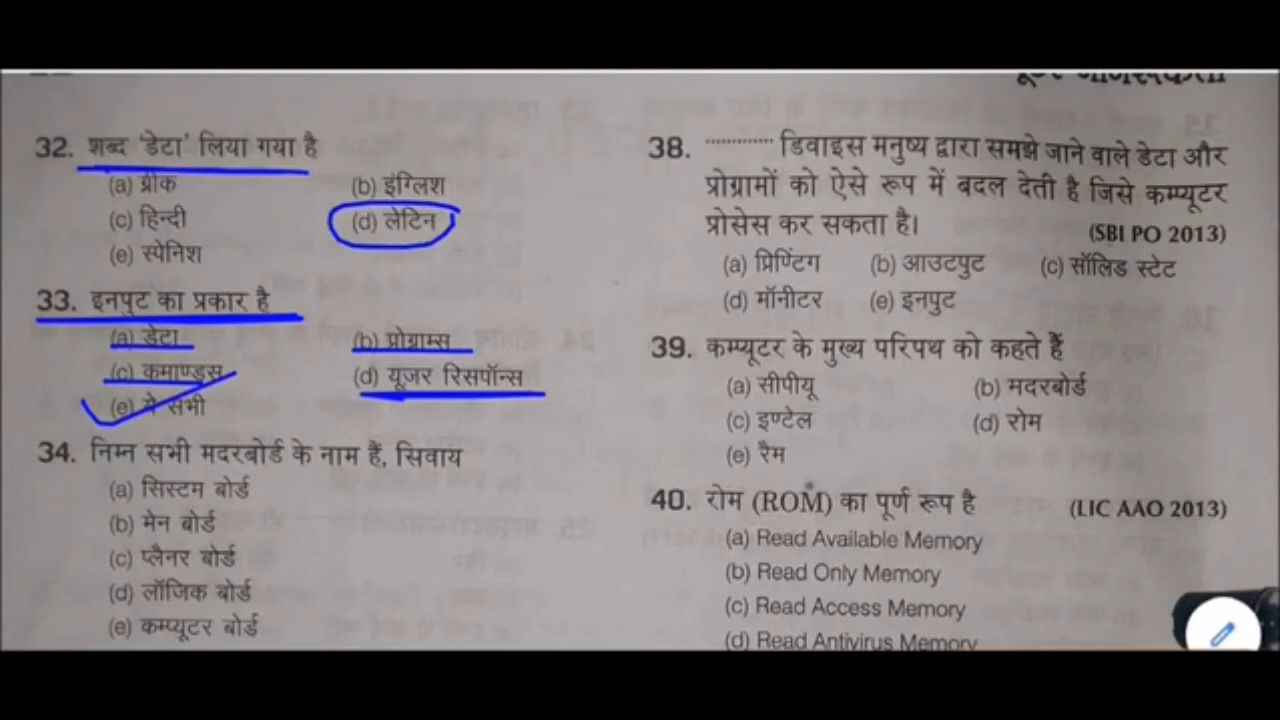 32. शब्द 'डेटा' लिया गया है
(a) ग्रीक (b) इंग्लिश
(c) हिन्दी (d) लेटिन
(e) स्पेनिश
33. इनपुट का प्रकार है
(a) डेटा (b) प्रोग्राम्स
(c) कमाण्ड्स (d) यूजर रिसपॉन्स
(e) ये सभी
34. निम्न सभी मदरबोर्ड के नाम हैं, सिवाय
(a) सिस्टम बोर्ड
(b) मेन बोर्ड
(c) प्लैनर बोर्ड
(d) लॉजिक बोर्ड
(e) कम्प्यूटर बोर्ड
38. ............ डिवाइस मनुष्य द्वारा समझे जाने वाले डेटा और
प्रोग्रामों को ऐसे रूप में बदल देती है जिसे कम्प्यूटर
प्रोसेस कर सकता है। (SBI PO 2013)
(a) प्रिण्टिंग (b) आउटपुट (c) सॉलिड स्टेट
(d) मॉनीटर (e) इनपुट
39. कम्प्यूटर के मुख्य परिपथ को कहते हैं
(a) सीपीयू (b) मदरबोर्ड
(c) इण्टेल (d) रोम
(e) रैम
40. रोम (ROM) का पूर्ण रूप है (LIC AAO 2013)
(a) Read Available Memory
(b) Read Only Memory
(c) Read Access Memory
(d) Read Antivirus Memory